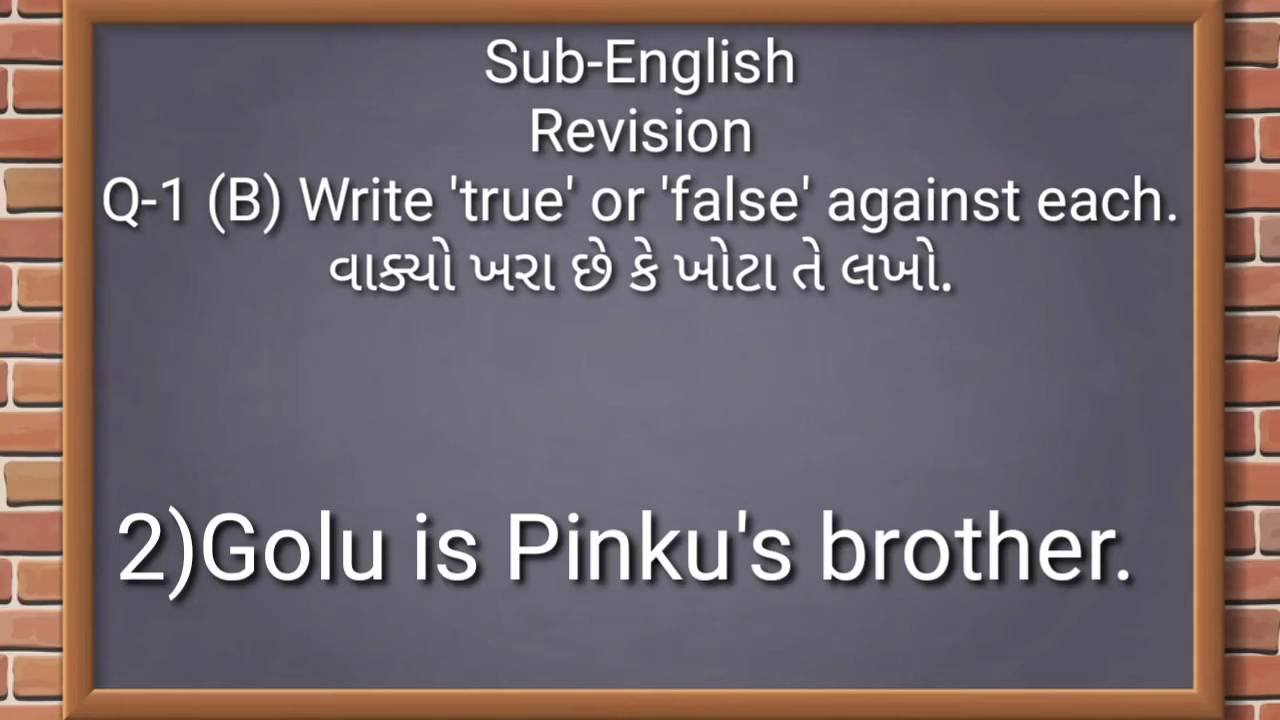 Sub-English
Revision
Q-1 (B) Write 'true' or 'false' against each.
વાક્યો ખરા છે કે ખોટા તે લખો.
2)Golu is Pinku's brother.